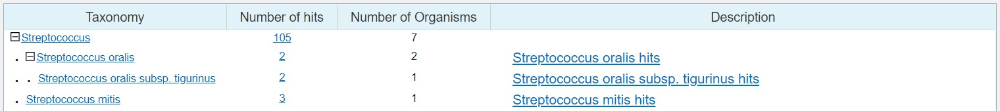 Taxonomy Number of hits Number of Organisms Description
Streptococcus 105 7
. Streptococcus oralis 2 2 Streptococcus oralis hits
. . Streptococcus oralis subsp. tigurinus 2 1 Streptococcus oralis subsp. tigurinus hits
. Streptococcus mitis 3 1 Streptococcus mitis hits